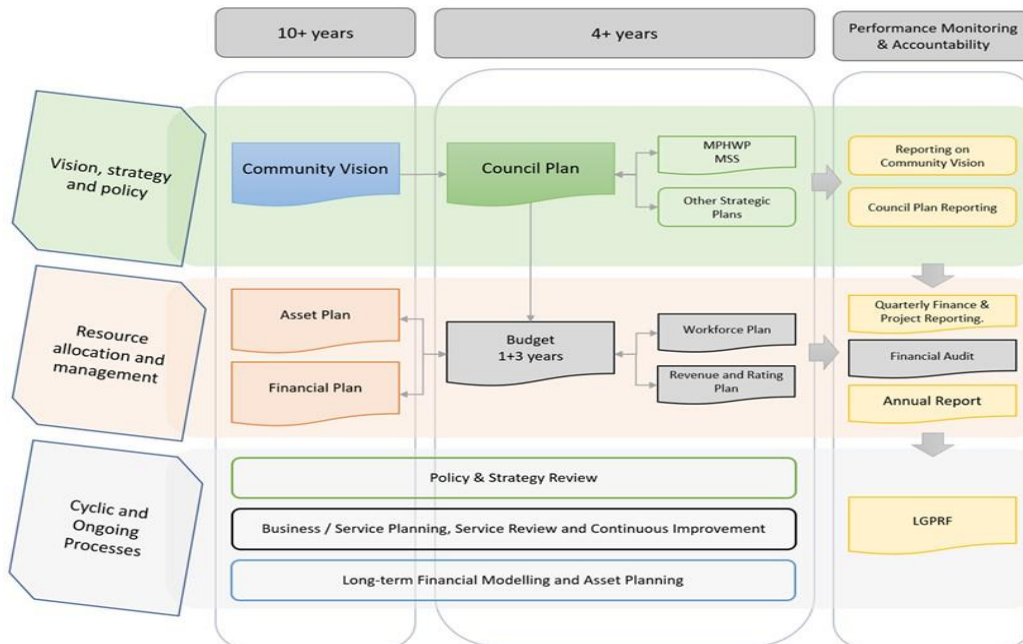 10+ years
4+ years
Performance Monitoring
& Accountability
Vision, strategy
and policy
Community Vision
Council Plan
MPHWP
MSS
Other Strategic
Plans
Reporting on
Community Vision
Council Plan Reporting
Resource
allocation and
management
Asset Plan
Financial Plan
Budget
1+3 years
Workforce Plan
Revenue and Rating
Plan
Quarterly Finance &
Project Reporting.
Financial Audit
Annual Report
Cyclic and
Ongoing
Processes
Policy & Strategy Review
Business / Service Planning, Service Review and Continuous Improvement
Long-term Financial Modelling and Asset Planning
LGPRF